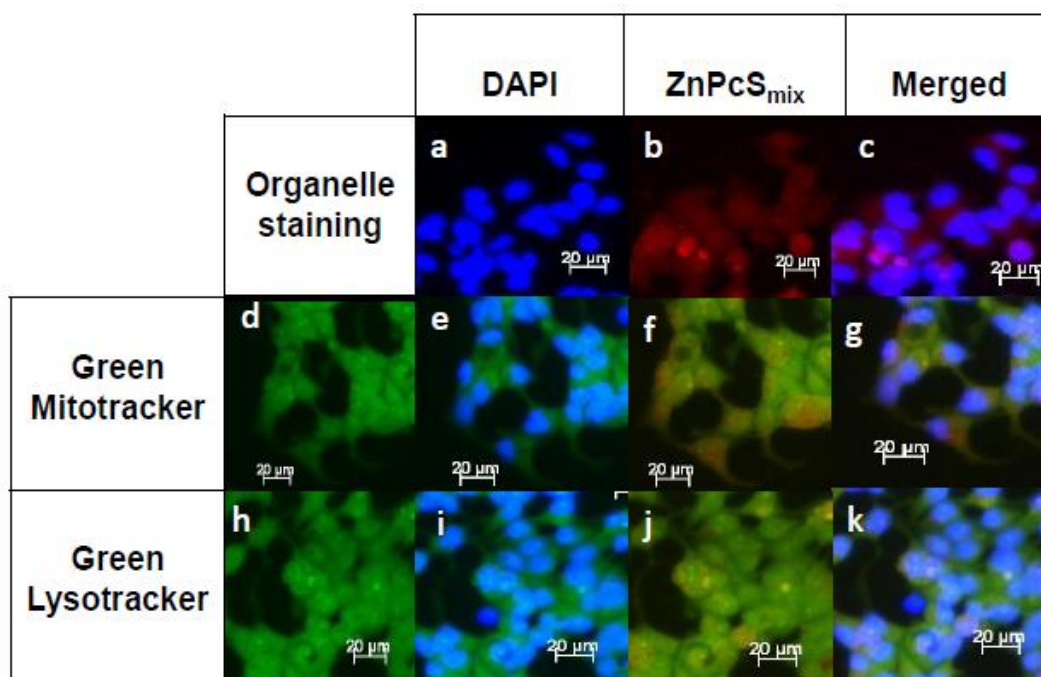 DAPI
ZnPcSmix
Merged
Organelle
staining
a
b
c
20 µm
20 µm
20 µm
Green
Mitotracker
d
e
f
g
20 µm
20 µm
20 µm
20 µm
Green
Lysotracker
h
i
j
k
20 µm
20 µm
20 µm
20 µm